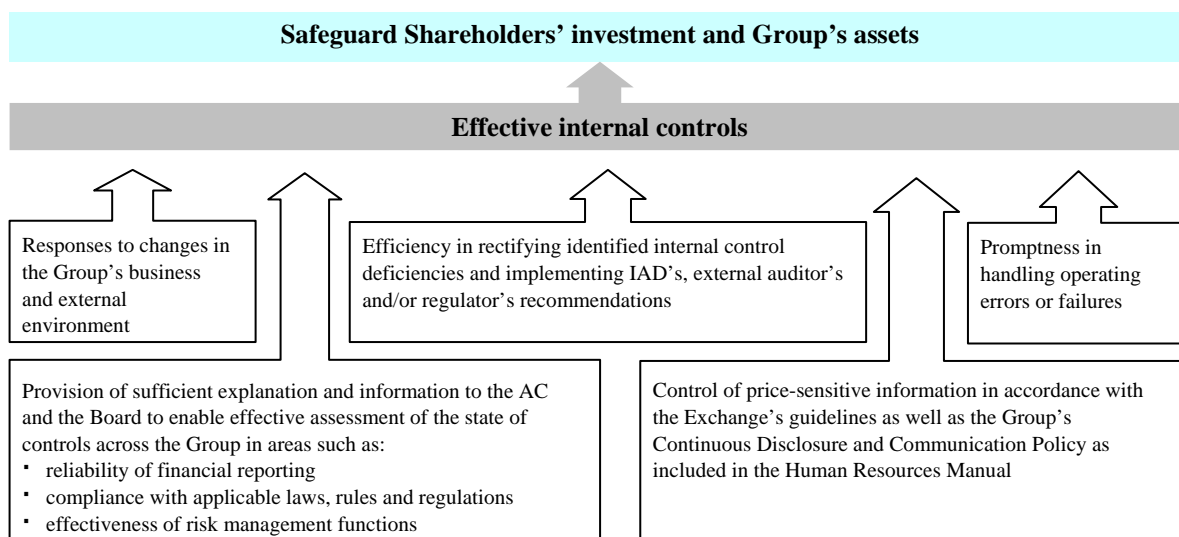 Safeguard Shareholders’ investment and Group’s assets
Effective internal controls
Responses to changes in
the Group’s business
and external
environment
Efficiency in rectifying identified internal control
deficiencies and implementing IAD’s, external auditor’s
and/or regulator’s recommendations
Promptness in
handling operating
errors or failures
Provision of sufficient explanation and information to the AC
and the Board to enable effective assessment of the state of
controls across the Group in areas such as:
▪ reliability of financial reporting
▪ compliance with applicable laws, rules and regulations
▪ effectiveness of risk management functions
Control of price-sensitive information in accordance with
the Exchange’s guidelines as well as the Group’s
Continuous Disclosure and Communication Policy as
included in the Human Resources Manual